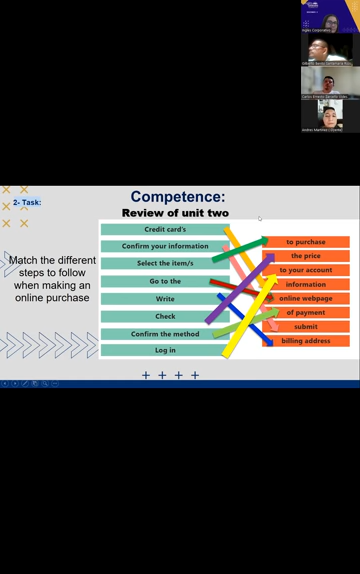 Competence:
Review of unit two
2- Task:
Match the different
steps to follow
when making an
online purchase
Credit card's
Confirm your information
Select the item/s
Go to the
Write
Check
Confirm the method
Log in
to purchase
the price
to your account
information
online webpage
of payment
submit
billing address